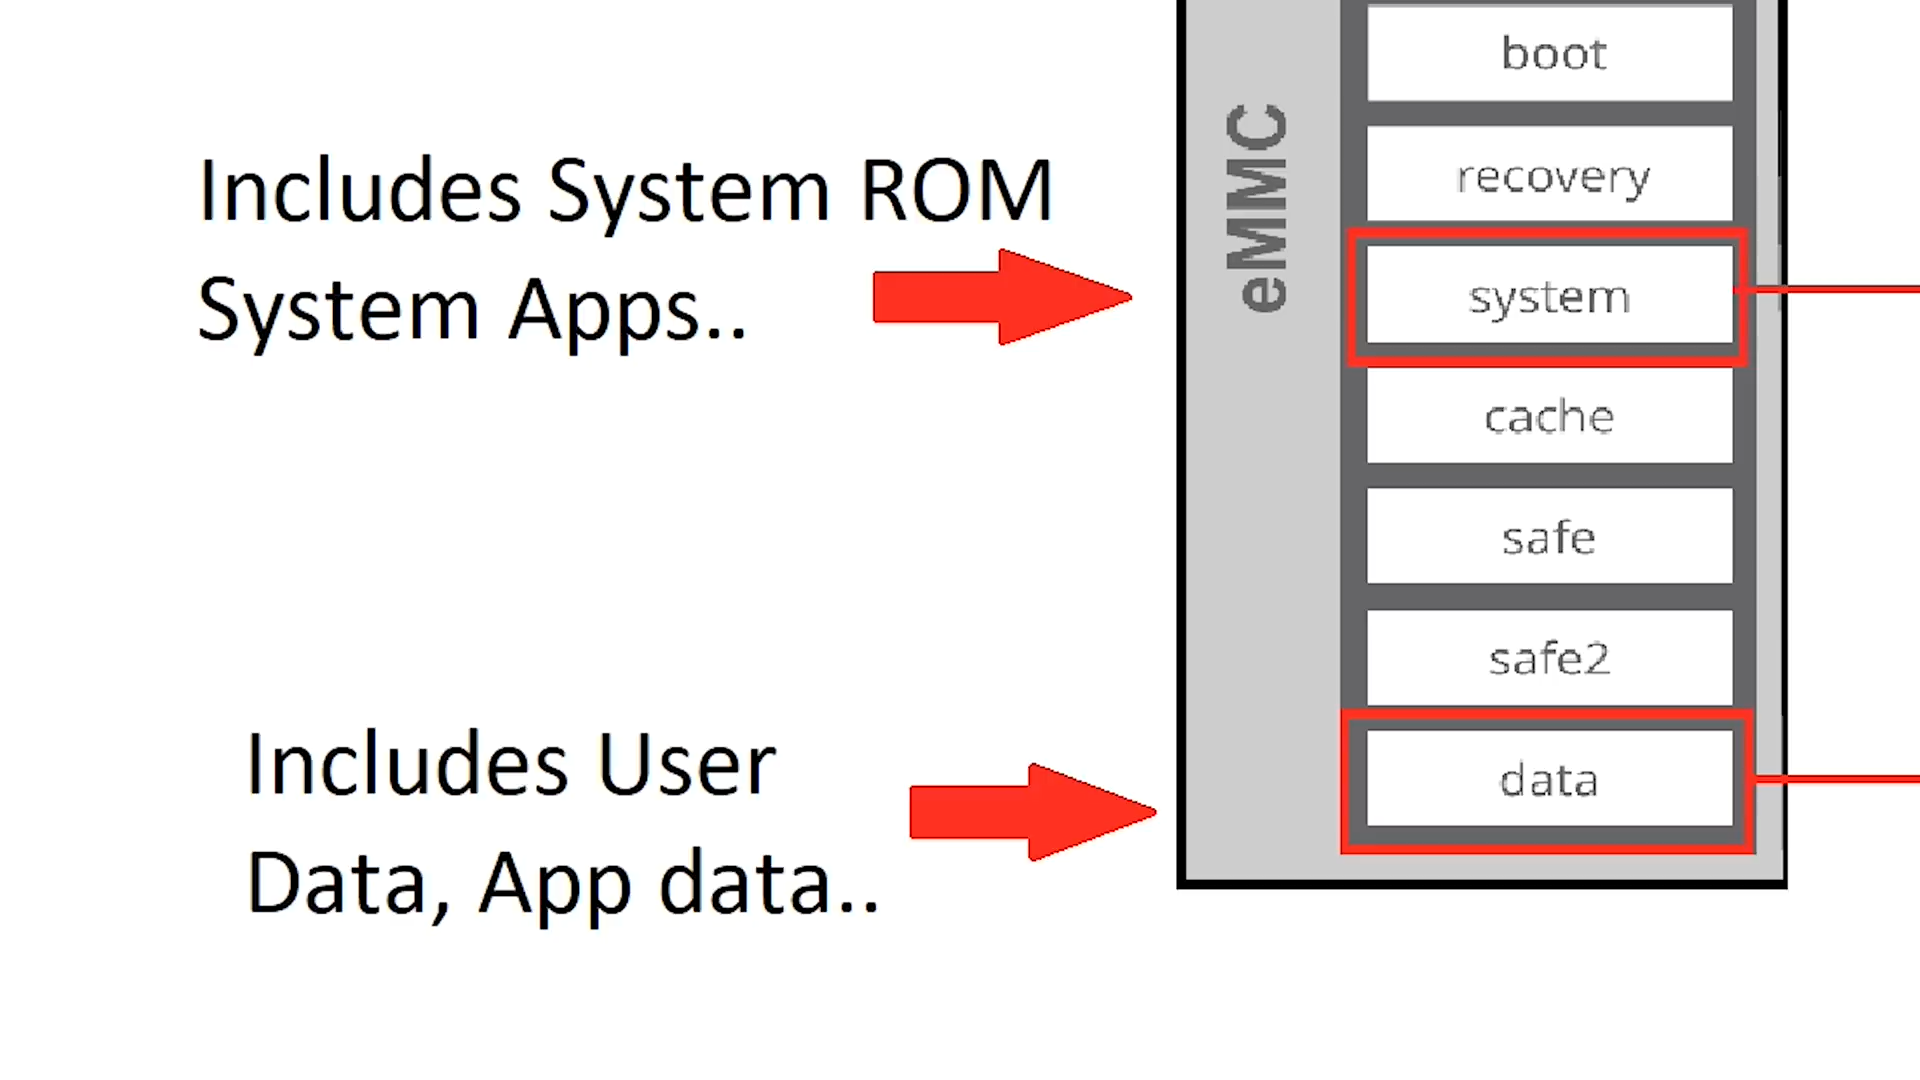 Includes System ROM
System Apps..
Includes User
Data, App data..
eMMC
boot
recovery
system
cache
safe
safe2
data